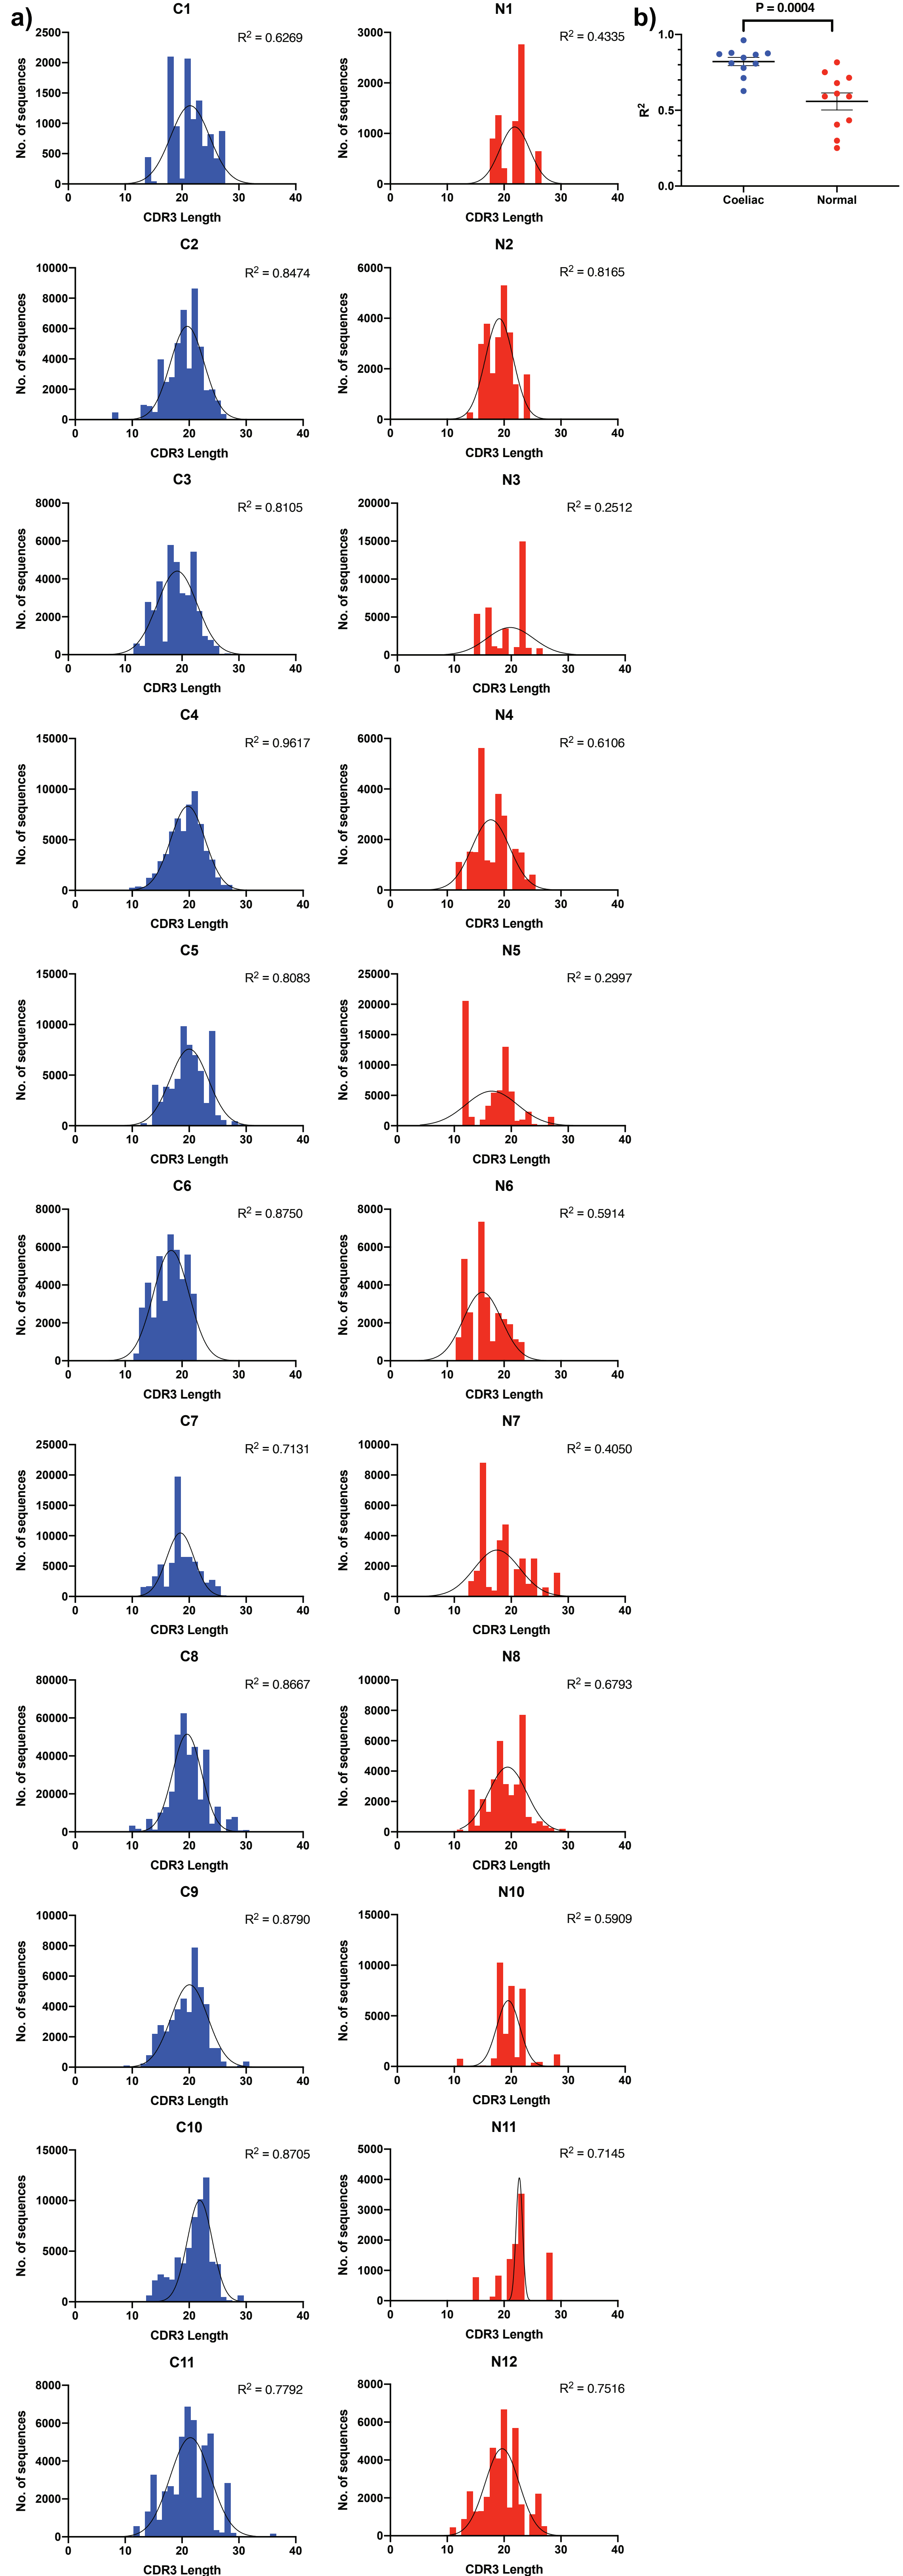 a)
C1
R² = 0.6269
No. of sequences
2500
2000
1500
1000
500
0
0 10 20 30 40
CDR3 Length
N1
R² = 0.4335
No. of sequences
3000
2000
1000
0
0 10 20 30 40
CDR3 Length
b)
P = 0.0004
R²
1.0
0.5
0.0
Coeliac Normal
C2
R² = 0.8474
No. of sequences
10000
8000
6000
4000
2000
0
0 10 20 30 40
CDR3 Length
N2
R² = 0.8165
No. of sequences
6000
4000
2000
0
0 10 20 30 40
CDR3 Length
C3
R² = 0.8105
No. of sequences
8000
6000
4000
2000
0
0 10 20 30 40
CDR3 Length
N3
R² = 0.2512
No. of sequences
20000
15000
10000
5000
0
0 10 20 30 40
CDR3 Length
C4
R² = 0.9617
No. of sequences
15000
10000
5000
0
0 10 20 30 40
CDR3 Length
N4
R² = 0.6106
No. of sequences
6000
4000
2000
0
0 10 20 30 40
CDR3 Length
C5
R² = 0.8083
No. of sequences
15000
10000
5000
0
0 10 20 30 40
CDR3 Length
N5
R² = 0.2997
No. of sequences
25000
20000
15000
10000
5000
0
0 10 20 30 40
CDR3 Length
C6
R² = 0.8750
No. of sequences
8000
6000
4000
2000
0
0 10 20 30 40
CDR3 Length
N6
R² = 0.5914
No. of sequences
8000
6000
4000
2000
0
0 10 20 30 40
CDR3 Length
C7
R² = 0.7131
No. of sequences
25000
20000
15000
10000
5000
0
0 10 20 30 40
CDR3 Length
N7
R² = 0.4050
No. of sequences
10000
8000
6000
4000
2000
0
0 10 20 30 40
CDR3 Length
C8
R² = 0.8667
No. of sequences
80000
60000
40000
20000
0
0 10 20 30 40
CDR3 Length
N8
R² = 0.6793
No. of sequences
10000
8000
6000
4000
2000
0
0 10 20 30 40
CDR3 Length
C9
R² = 0.8790
No. of sequences
10000
8000
6000
4000
2000
0
0 10 20 30 40
CDR3 Length
N10
R² = 0.5909
No. of sequences
15000
10000
5000
0
0 10 20 30 40
CDR3 Length
C10
R² = 0.8705
No. of sequences
15000
10000
5000
0
0 10 20 30 40
CDR3 Length
N11
R² = 0.7145
No. of sequences
5000
4000
3000
2000
1000
0
0 10 20 30 40
CDR3 Length
C11
R² = 0.7792
No. of sequences
8000
6000
4000
2000
0
0 10 20 30 40
CDR3 Length
N12
R² = 0.7516
No. of sequences
8000
6000
4000
2000
0
0 10 20 30 40
CDR3 Length